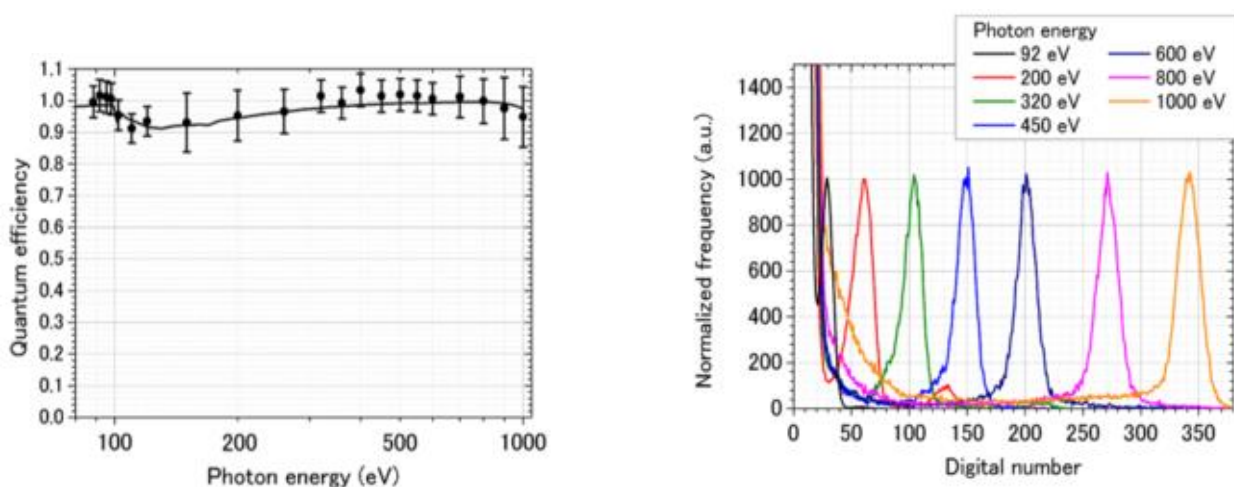 Quantum efficiency
1.1
1.0
0.9
0.8
0.7
0.6
0.5
0.4
0.3
0.2
0.1
0.0
100
200
500
1000
Photon energy (eV)
Photon energy
92 eV
200 eV
320 eV
450 eV
600 eV
800 eV
1000 eV
Normalized frequency (a.u.)
1400
1200
1000
800
600
400
200
0
0
50
100
150
200
250
300
350
Digital number